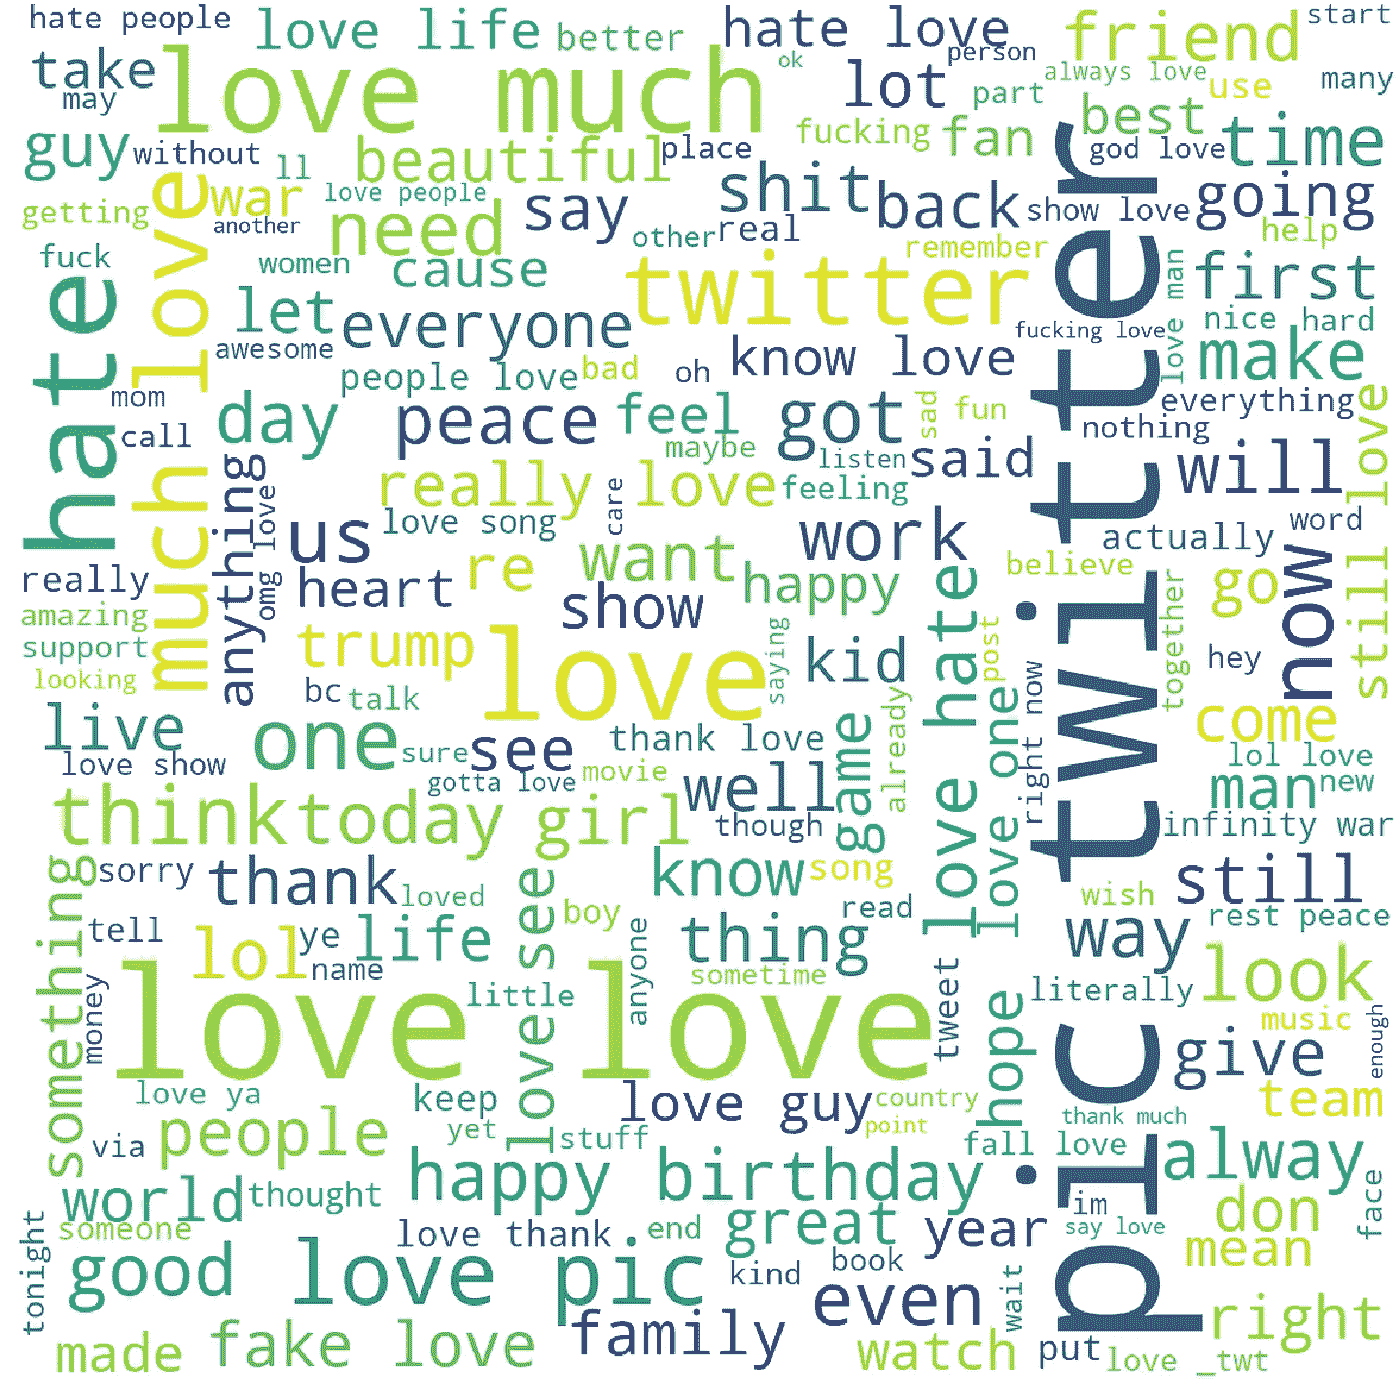 hate people
love life
better
hate love
friend
start
take
love much
ok
person
always love
many
may
lot
part
use
guy
without
ll
beautiful
place
fucking
fan
best
god love
time
getting
war
love people
another
need
say
shit
back
show love
going
other
real
remember
help
fuck
women
cause
twitter
first
hate
much love
let
everyone
fucking love
love man
nice
hard
awesome
people love
bad
oh
know love
make
mom
call
day
peace
feel
maybe
got
listen
sad
fun
said
everything
nothing
will
still love
anything
omg love
really love
feeling
love song
care
us
work
actually
word
really
heart
re
want
happy
believe
go
now
amazing
support
looking
show
trump
love
saying
kid
post
together
hey
bc
talk
live
one
sure
see
thank love
already
love hate
love one
right now
come
love show
gotta love
movie
well
game
lol love
man
new
think
today
girl
though
infinity war
something
sorry
thank
loved
love see
know
song
wish
still
boy
read
rest peace
tell
lol
ye
life
name
thing
way
anyone
sometime
look
money
love love
little
tweet
hope
literally
music
give
enough
love ya
keep
love guy
country
point
thank much
team
via
people
yet
stuff
fall love
alway
happy birthday
world
thought
im
say love
don
face
tonight
someone
love thank
end
great
year
mean
good
love pic
kind
book
even
wait
pic.twitter
right
made
fake love
family
watch
put
love _twt